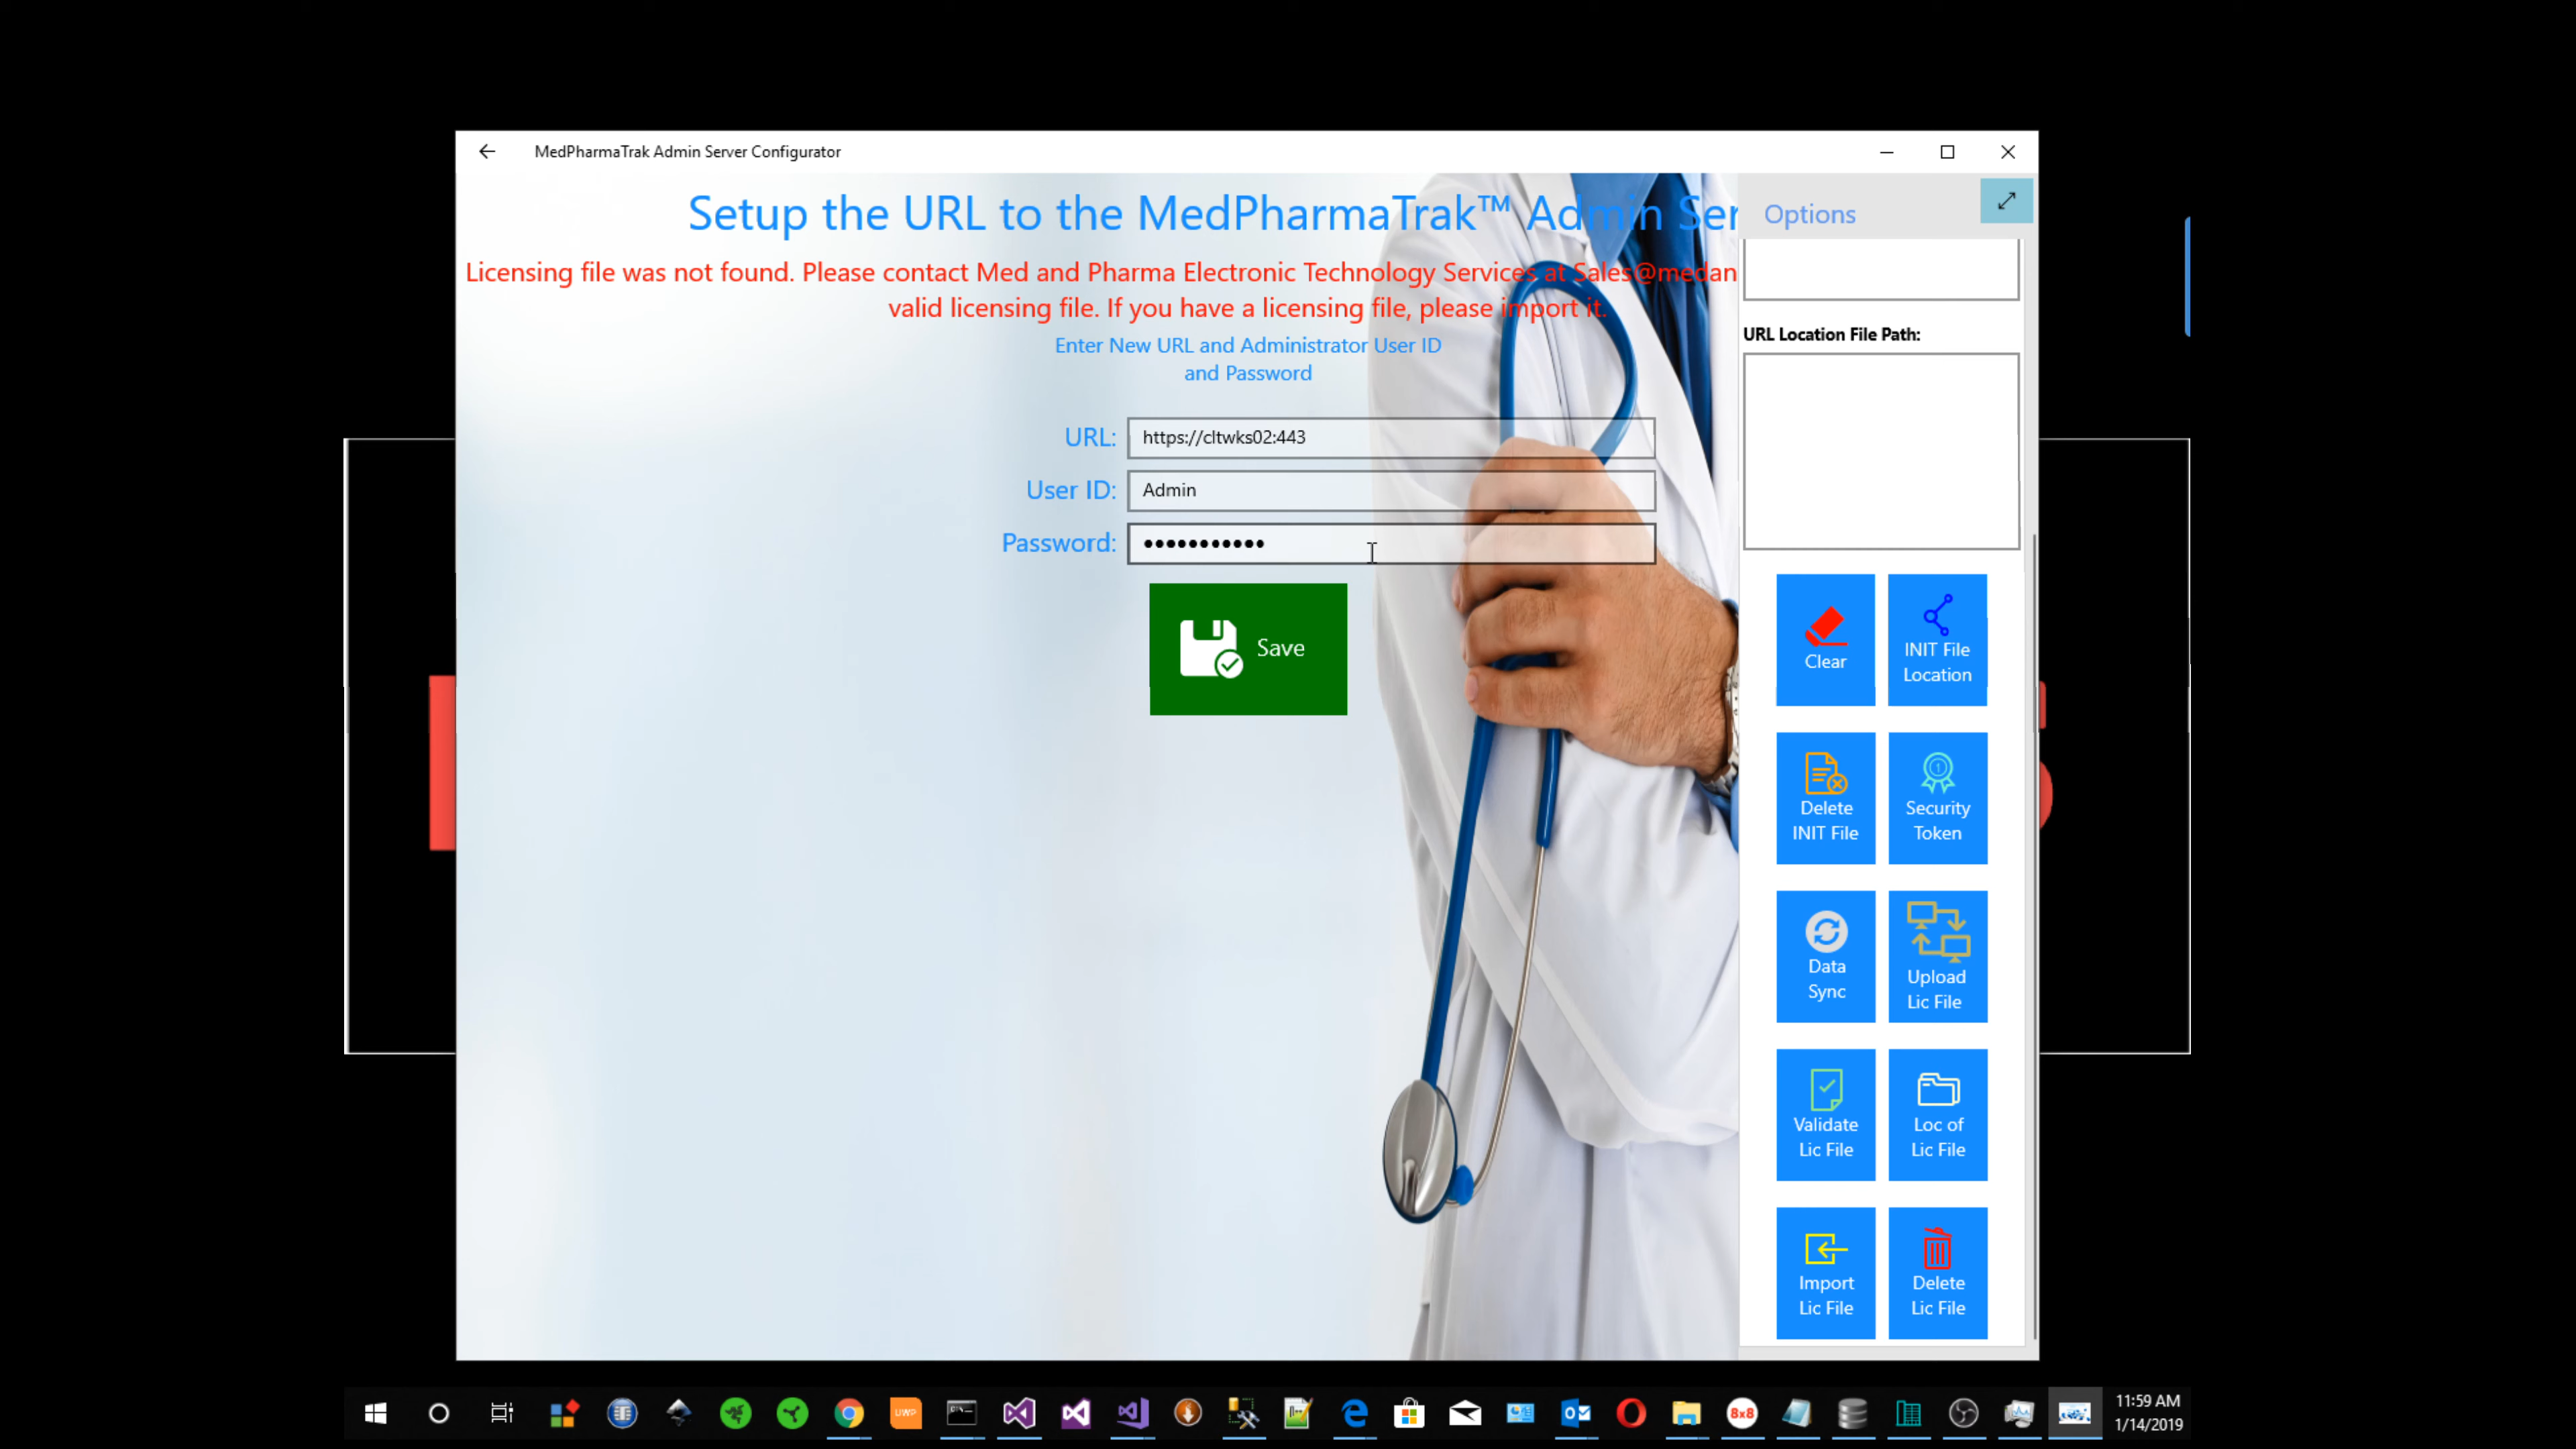 MedPharmaTrak Admin Server Configurator
Setup the URL to the MedPharmaTrak™ Admin Ser
Licensing file was not found. Please contact Med and Pharma Electronic Technology Services at Sales@medan
valid licensing file. If you have a licensing file, please import it.
Enter New URL and Administrator User ID
and Password
URL: https://cltwks02:443
User ID: Admin
Password: •••••••••••
Save
Options
URL Location File Path:
Clear
INIT File
Location
Delete
INIT File
Security
Token
Data
Sync
Upload
Lic File
Validate
Lic File
Loc of
Lic File
Import
Lic File
Delete
Lic File
UWP
8x8
11:59 AM
1/14/2019